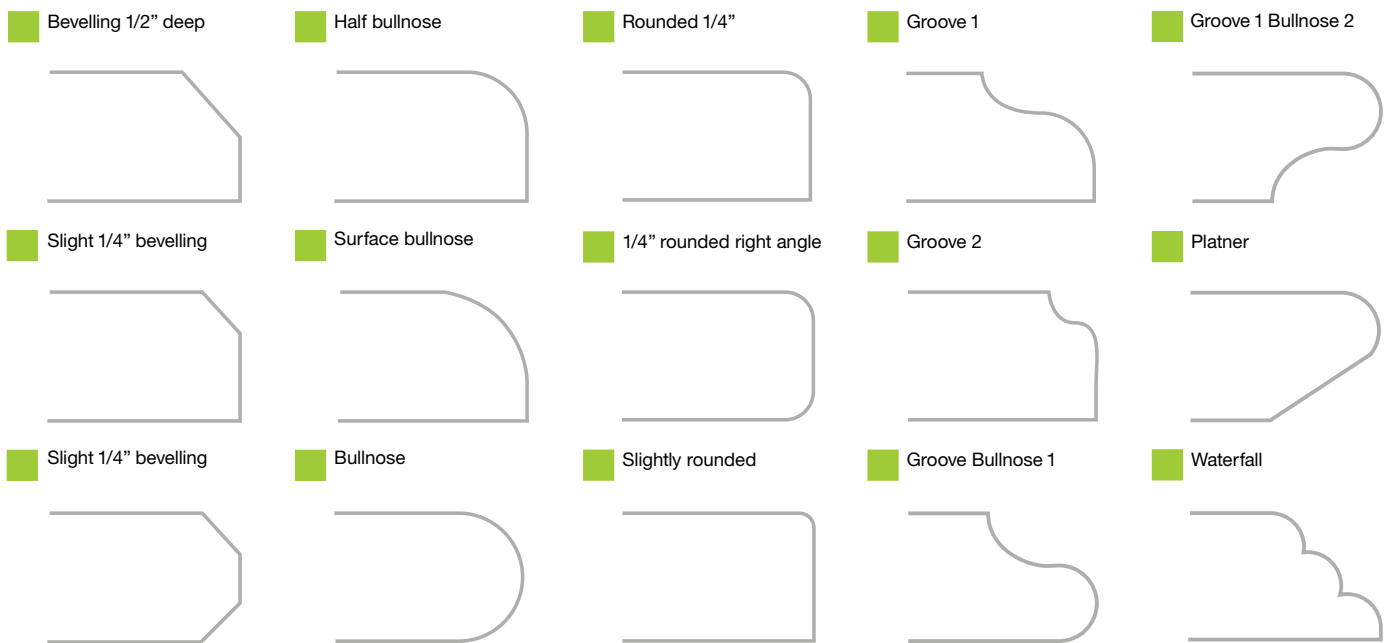 Bevelling 1/2” deep
Half bullnose
Rounded 1/4”
Groove 1
Groove 1 Bullnose 2
Slight 1/4” bevelling
Surface bullnose
1/4” rounded right angle
Groove 2
Platner
Slight 1/4” bevelling
Bullnose
Slightly rounded
Groove Bullnose 1
Waterfall